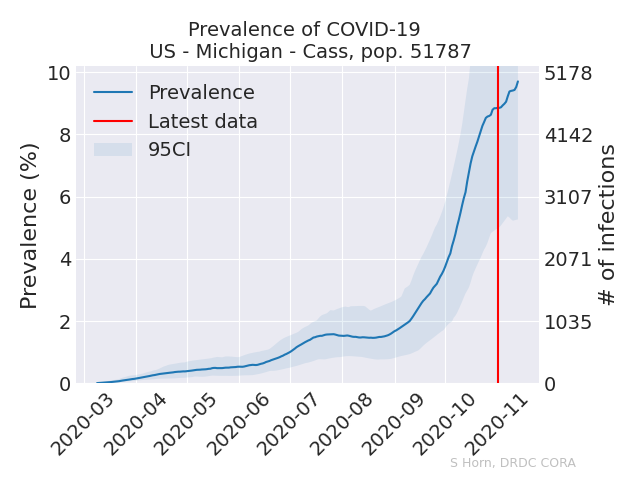 Prevalence of COVID-19
US - Michigan - Cass, pop. 51787
Prevalence
Latest data
95CI
Prevalence (%)
10
8
6
4
2
0
5178
4142
3107
2071
1035
0
# of infections
2020-03
2020-04
2020-05
2020-06
2020-07
2020-08
2020-09
2020-10
2020-11
S Horn, DRDC CORA